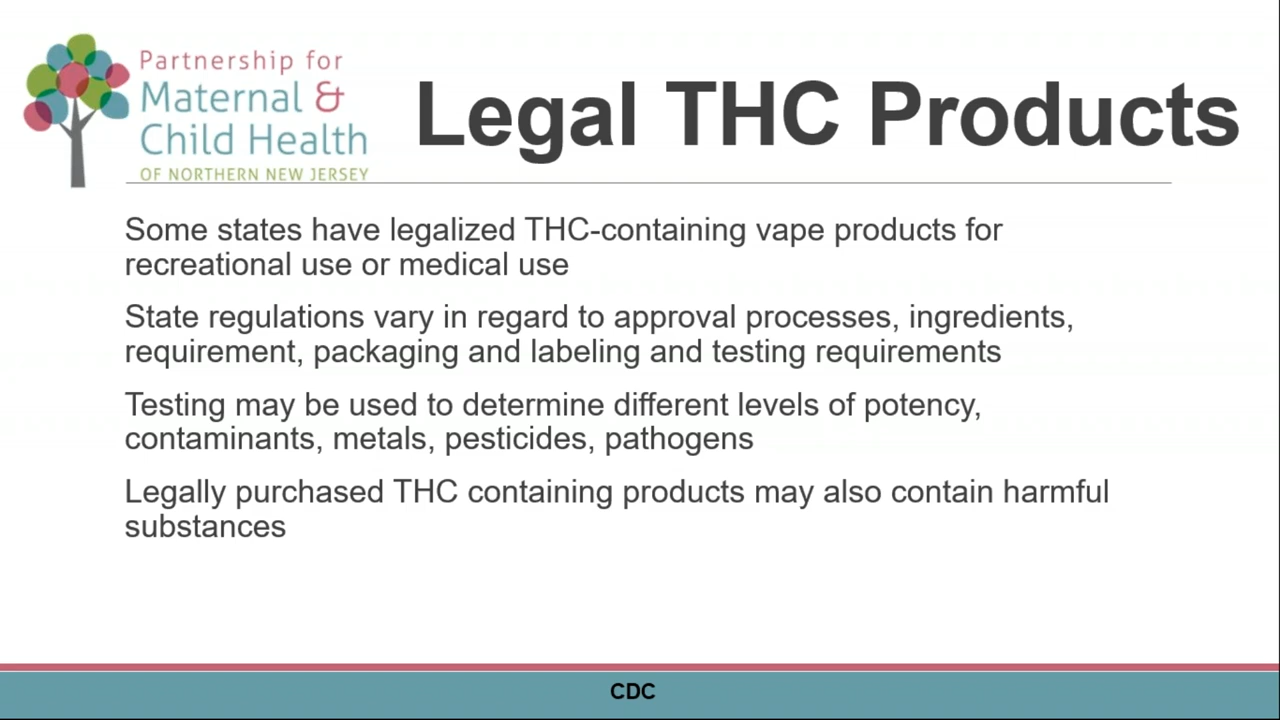 Partnership for
Maternal &
Child Health
OF NORTHERN NEW JERSEY
Legal THC Products
Some states have legalized THC-containing vape products for
recreational use or medical use
State regulations vary in regard to approval processes, ingredients,
requirement, packaging and labeling and testing requirements
Testing may be used to determine different levels of potency,
contaminants, metals, pesticides, pathogens
Legally purchased THC containing products may also contain harmful
substances
CDC